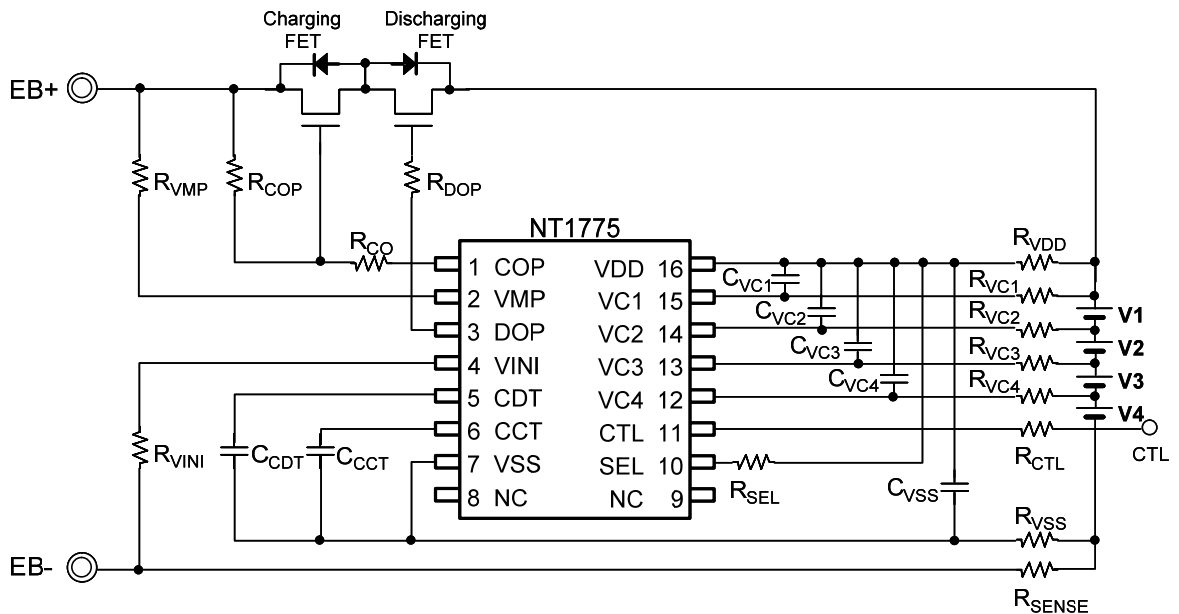 Charging
FET
Discharging
FET
EB+
RVMP
RCOP
RDOP
RCO
NT1775
1 COP
2 VMP
3 DOP
4 VINI
5 CDT
6 CCT
7 VSS
8 NC
VDD 16
VC1 15
VC2 14
VC3 13
VC4 12
CTL 11
SEL 10
NC 9
CVC1
CVC2
CVC3
CVC4
RVDD
RVC1
RVC2
RVC3
RVC4
V1
V2
V3
V4
RCTL
CTL
RSEL
CVSS
RVINI
CCDT
CCCT
RVSS
EB-
RSENSE